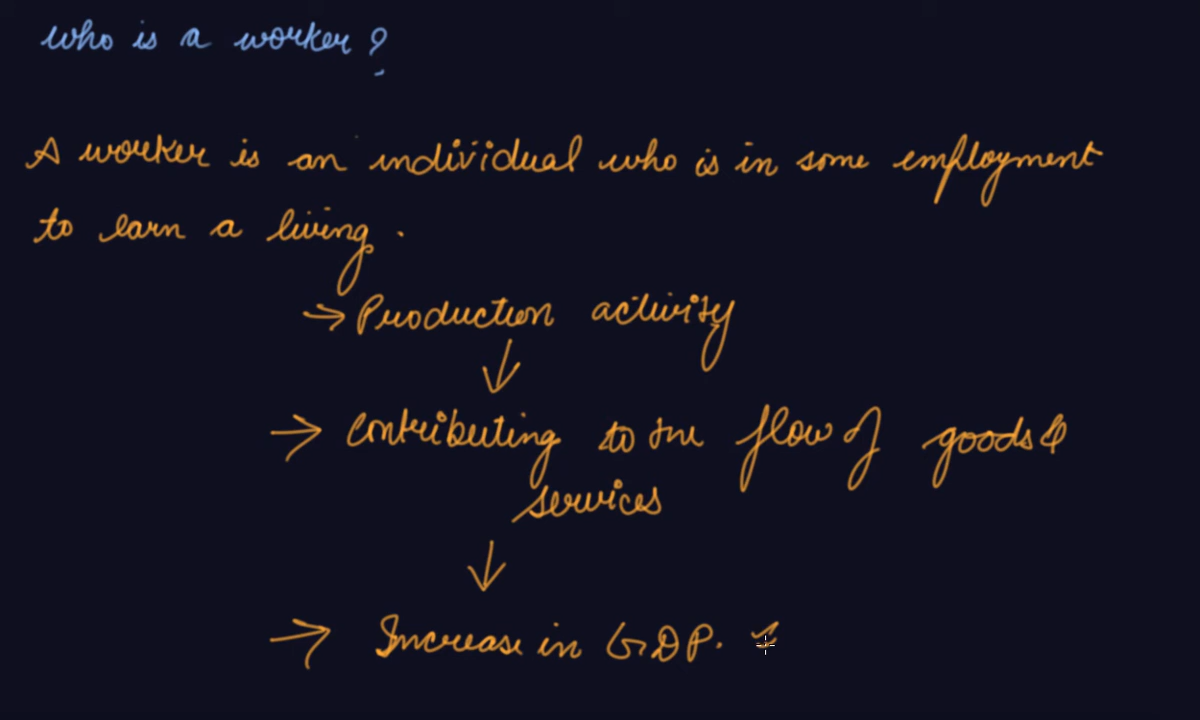 who is a worker?
A worker is an individual who is in some employment
to earn a living.
→ Production activity
↓
→ Contributing to the flow of goods &
services
↓
→ Increase in GDP.